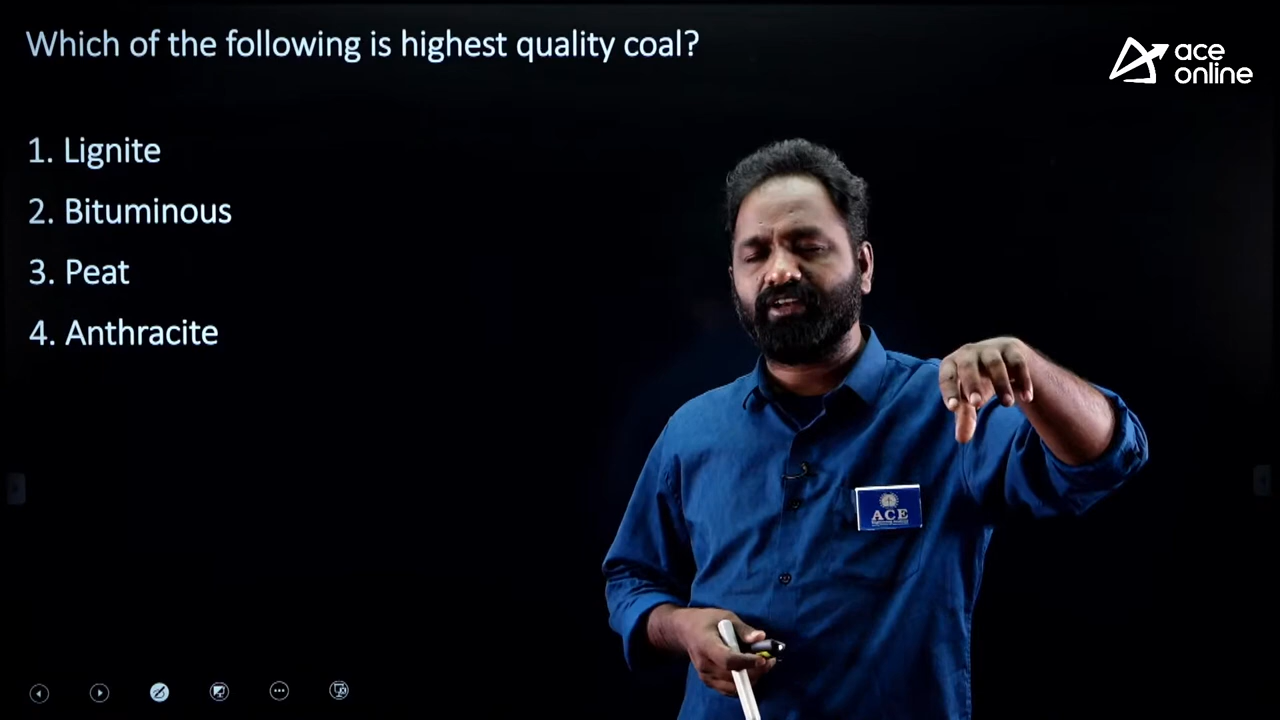 Which of the following is highest quality coal?
ace
online
1. Lignite
2. Bituminous
3. Peat
4. Anthracite
ACE